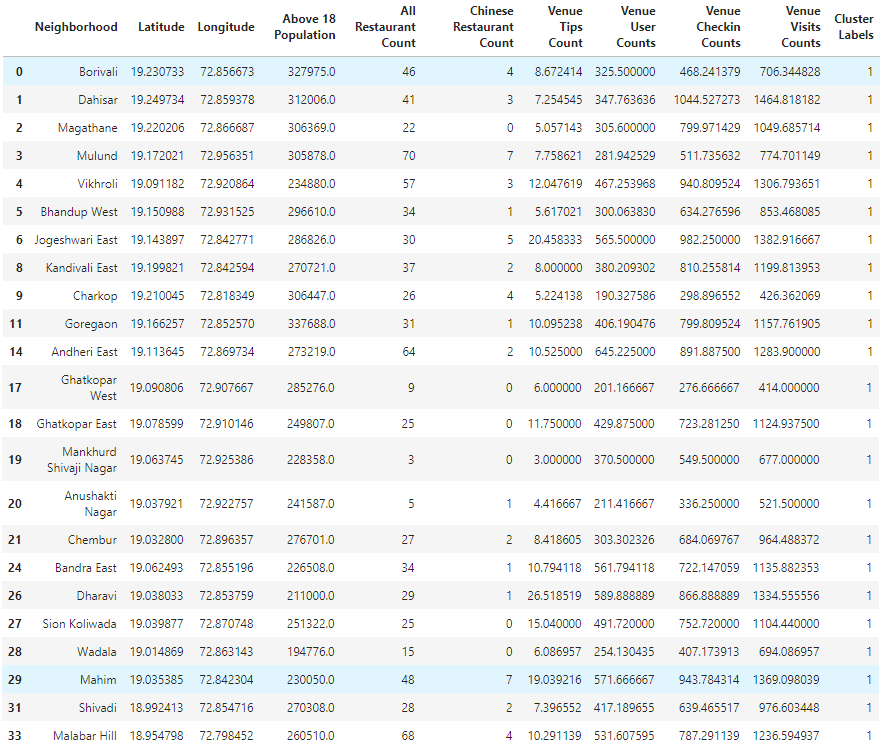 Neighborhood Latitude Longitude Above 18 Population All Restaurant Count Chinese Restaurant Count Venue Tips Count Venue User Counts Venue Checkin Counts Venue Visits Counts Cluster Labels
0 Borivali 19.230733 72.856673 327975.0 46 4 8.672414 325.500000 468.241379 706.344828 1
1 Dahisar 19.249734 72.859378 312006.0 41 3 7.254545 347.763636 1044.527273 1464.818182 1
2 Magathane 19.220206 72.866687 306369.0 22 0 5.057143 305.600000 799.971429 1049.685714 1
3 Mulund 19.172021 72.956351 305878.0 70 7 7.758621 281.942529 511.735632 774.701149 1
4 Vikhroli 19.091182 72.920864 234880.0 57 3 12.047619 467.253968 940.809524 1306.793651 1
5 Bhandup West 19.150988 72.931525 296610.0 34 1 5.617021 300.063830 634.276596 853.468085 1
6 Jogeshwari East 19.143897 72.842771 286826.0 30 5 20.458333 565.500000 982.250000 1382.916667 1
8 Kandivali East 19.199821 72.842594 270721.0 37 2 8.000000 380.209302 810.255814 1199.813953 1
9 Charkop 19.210045 72.818349 306447.0 26 4 5.224138 190.327586 298.896552 426.362069 1
11 Goregaon 19.166257 72.852570 337688.0 31 1 10.095238 406.190476 799.809524 1157.761905 1
14 Andheri East 19.113645 72.869734 273219.0 64 2 10.525000 645.225000 891.887500 1283.900000 1
17 Ghatkopar West 19.090806 72.907667 285276.0 9 0 6.000000 201.166667 276.666667 414.000000 1
18 Ghatkopar East 19.078599 72.910146 249807.0 25 0 11.750000 429.875000 723.281250 1124.937500 1
19 Mankhurd Shivaji Nagar 19.063745 72.925386 228358.0 3 0 3.000000 370.500000 549.500000 677.000000 1
20 Anushakti Nagar 19.037921 72.922757 241587.0 5 1 4.416667 211.416667 336.250000 521.500000 1
21 Chembur 19.032800 72.896357 276701.0 27 2 8.418605 303.302326 684.069767 964.488372 1
24 Bandra East 19.062493 72.855196 226508.0 34 1 10.794118 561.794118 722.147059 1135.882353 1
26 Dharavi 19.038033 72.853759 211000.0 29 1 26.518519 589.888889 866.888889 1334.555556 1
27 Sion Koliwada 19.039877 72.870748 251322.0 25 0 15.040000 491.720000 752.720000 1104.440000 1
28 Wadala 19.014869 72.863143 194776.0 15 0 6.086957 254.130435 407.173913 694.086957 1
29 Mahim 19.035385 72.842304 230050.0 48 7 19.039216 571.666667 943.784314 1369.098039 1
31 Shivadi 18.992413 72.854716 270308.0 28 2 7.396552 417.189655 639.465517 976.603448 1
33 Malabar Hill 18.954798 72.798452 260510.0 68 4 10.291139 531.607595 787.291139 1236.594937 1